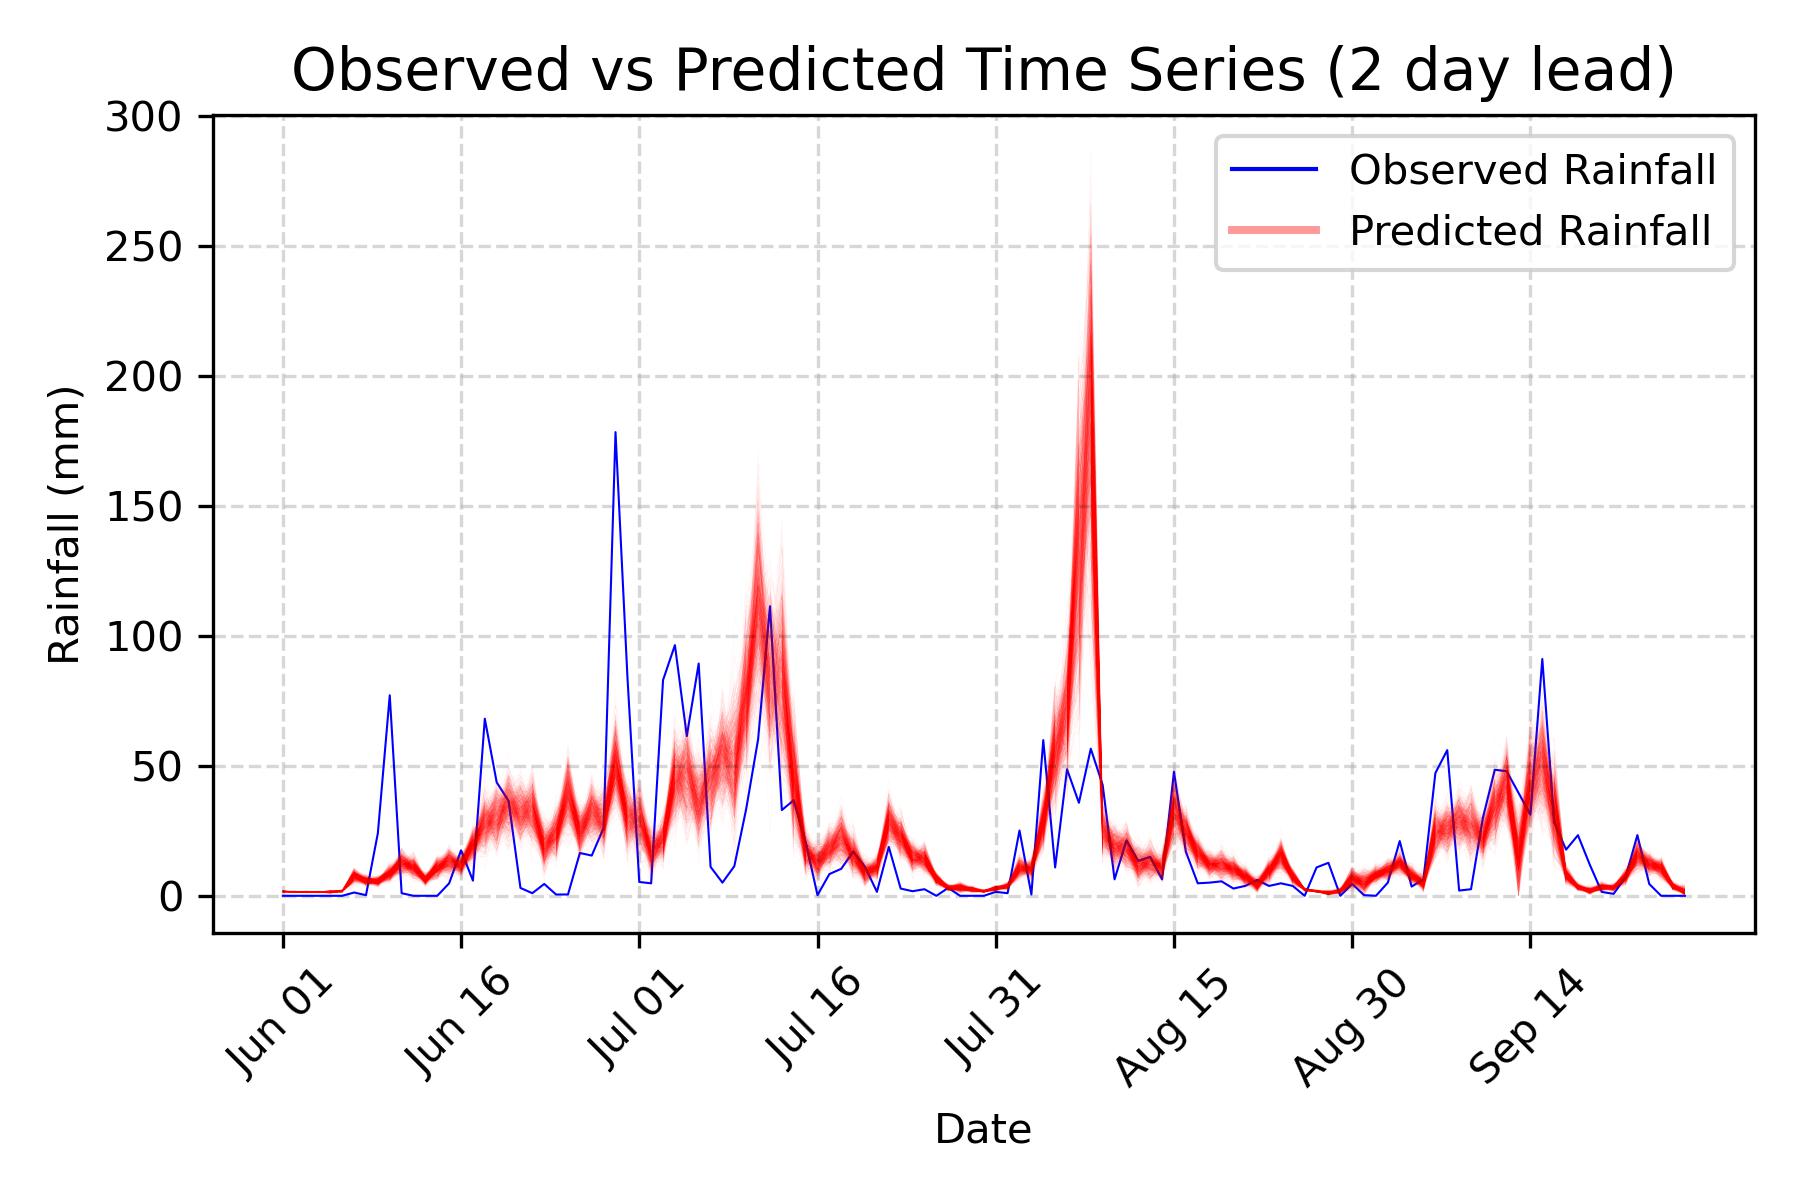 Observed vs Predicted Time Series (2 day lead)
300
250
200
150
100
50
0
Rainfall (mm)
Observed Rainfall
Predicted Rainfall
Jun 01
Jun 16
Jul 01
Jul 16
Jul 31
Aug 15
Aug 30
Sep 14
Date